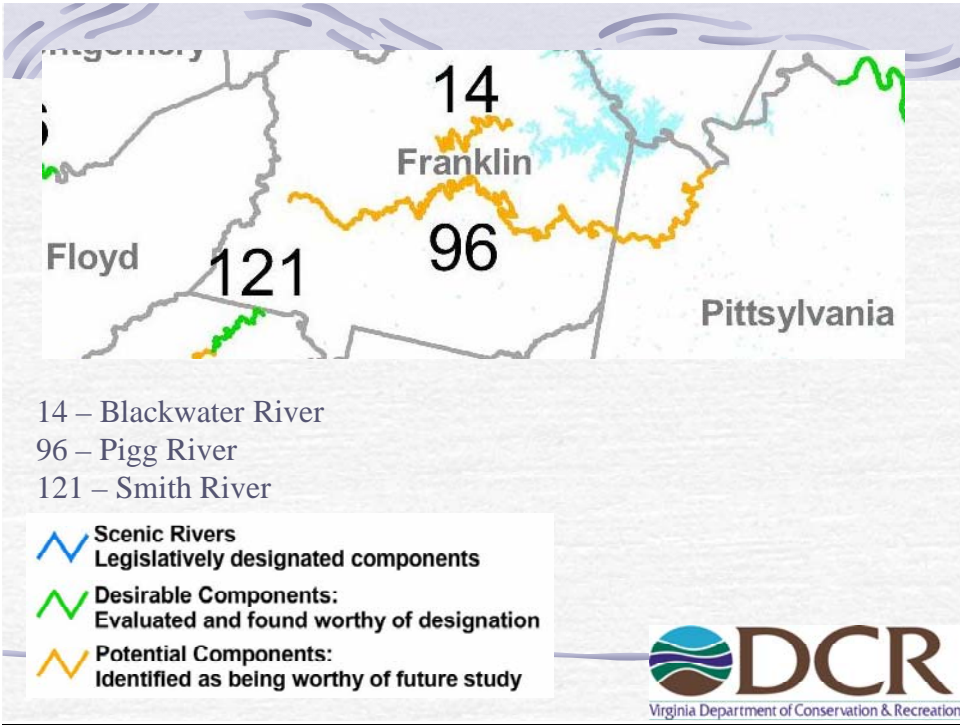 14
Franklin
Floyd
121
96
Pittsylvania
14 – Blackwater River
96 – Pigg River
121 – Smith River
Scenic Rivers
Legislatively designated components
Desirable Components:
Evaluated and found worthy of designation
Potential Components:
Identified as being worthy of future study
DCR
Virginia Department of Conservation & Recreation